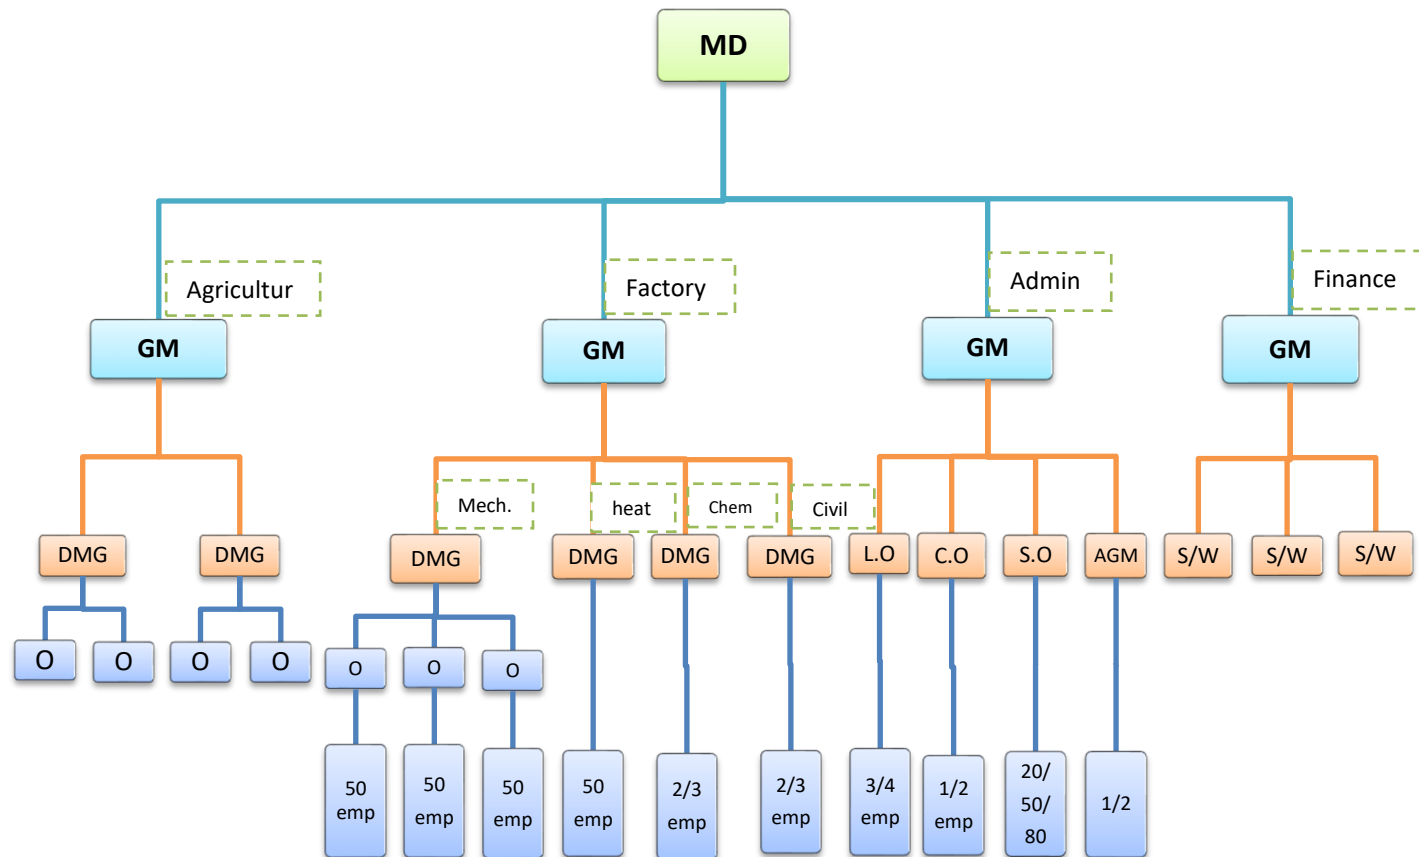 MD
Agricultur
Factory
Admin
Finance
GM
GM
GM
GM
Mech.
heat
Chem
Civil
DMG
DMG
DMG
DMG
DMG
DMG
L.O
C.O
S.O
AGM
S/W
S/W
S/W
O
O
O
O
O
O
O
50
emp
50
emp
50
emp
50
emp
2/3
emp
2/3
emp
3/4
emp
1/2
emp
20/
50/
80
1/2